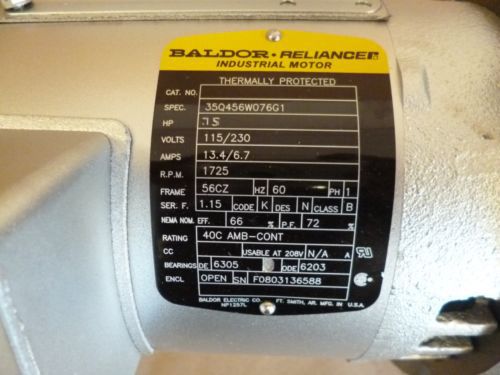 BALDOR • RELIANCER
INDUSTRIAL MOTOR
THERMALLY PROTECTED
CAT. NO.
SPEC. 35Q456W076G1
HP .75
VOLTS 115/230
AMPS 13.4/6.7
R.P.M. 1725
FRAME 56CZ HZ 60 PH 1
SER. F. 1.15 CODE K DES N CLASS B
NEMA NOM. EFF. 66 % P.F. 72 %
RATING 40C AMB-CONT
CC USABLE AT 208V N/A A
BEARINGS DE 6305 ODE 6203
ENCL OPEN SN F0803136588
BALDOR ELECTRIC CO. FT. SMITH, AR. MFG. IN U.S.A.
NP1257L